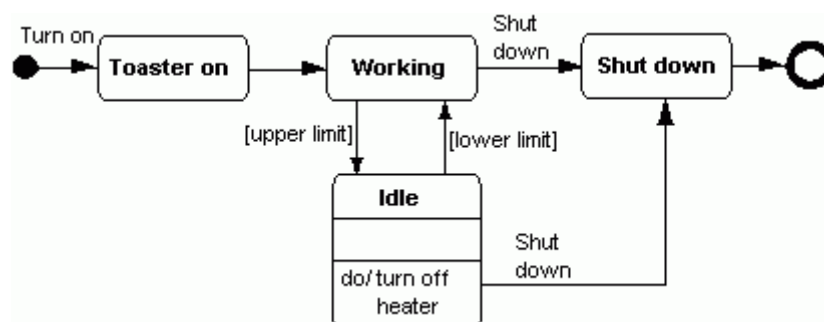 Turn on
Toaster on
Working
Shut
down
Shut down
[upper limit]
[lower limit]
Idle
do/ turn off
heater
Shut
down